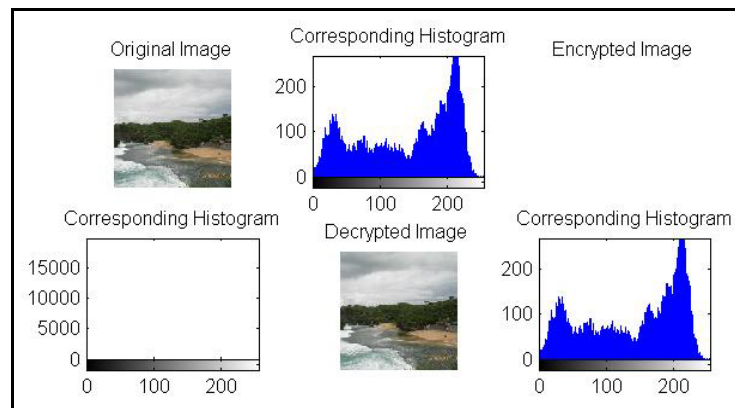 Original Image
Corresponding Histogram
Encrypted Image
200
100
0
0 100 200
Corresponding Histogram
Decrypted Image
Corresponding Histogram
15000
10000
5000
0
0 100 200
200
100
0
0 100 200